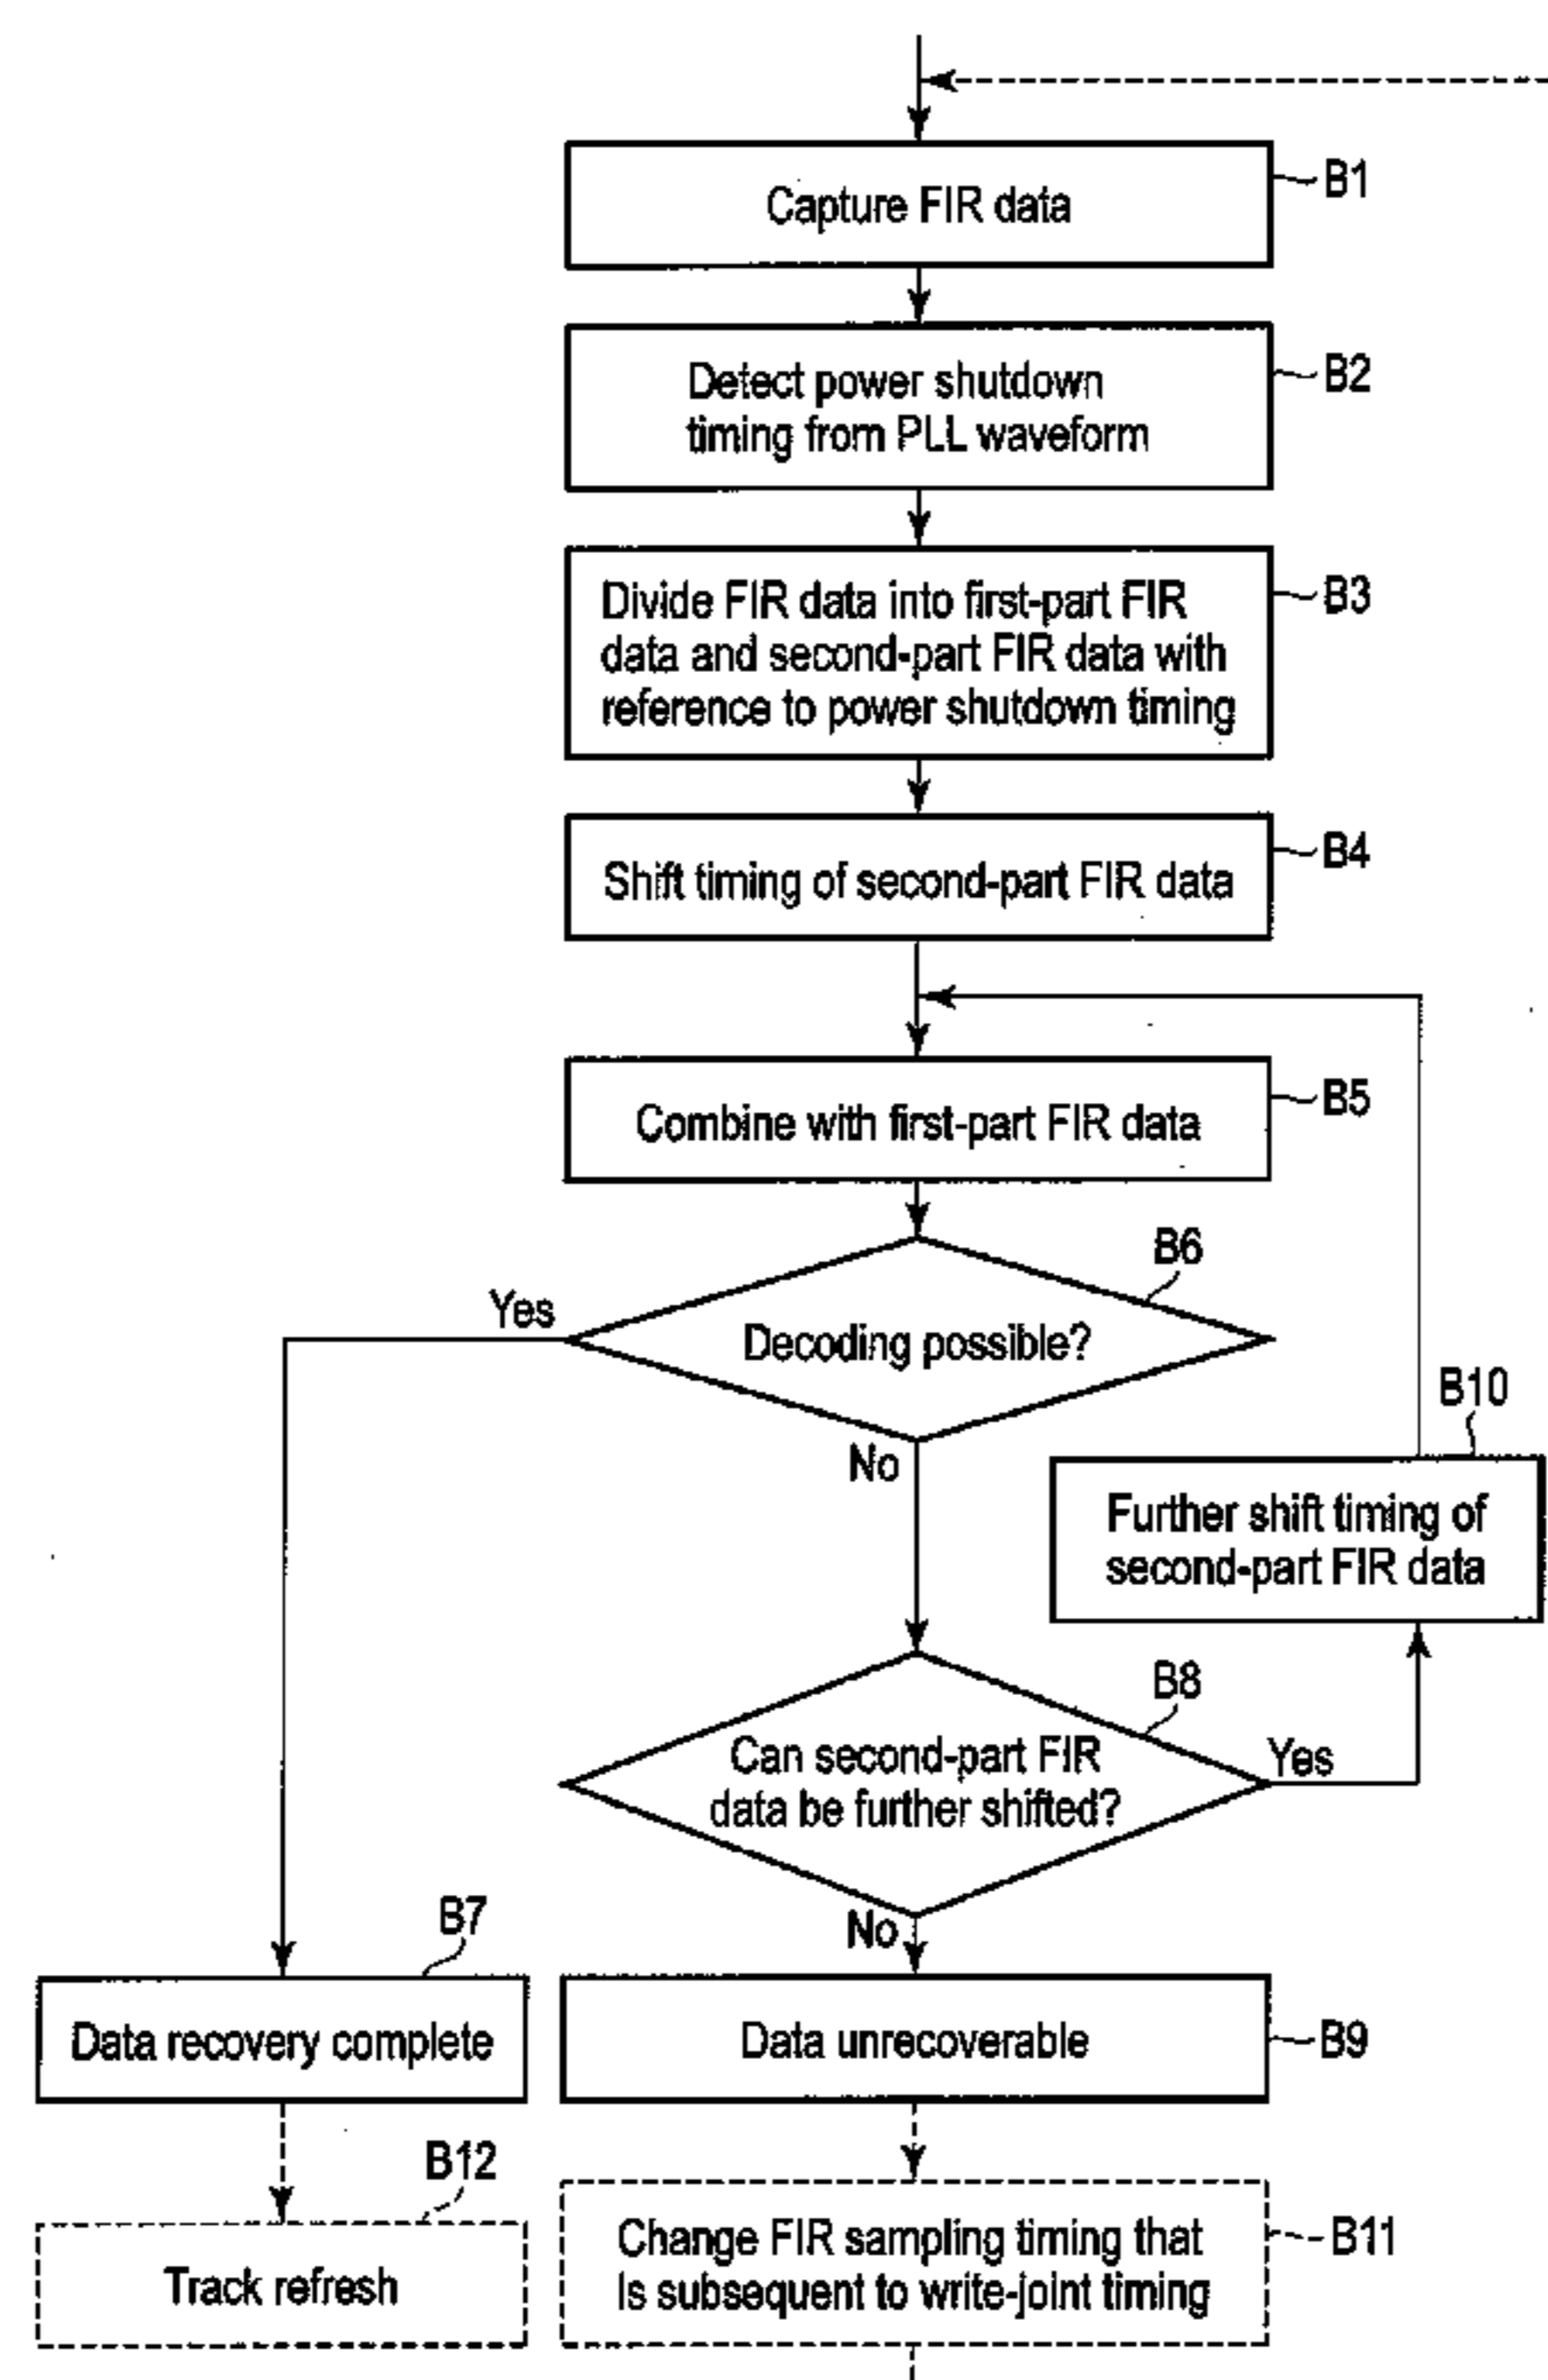 Capture FIR data
B1
Detect power shutdown
timing from PLL waveform
B2
Divide FIR data into first-part FIR
data and second-part FIR data with
reference to power shutdown timing
B3
Shift timing of second-part FIR data
B4
Combine with first-part FIR data
B5
B6
Yes
Decoding possible?
No
B10
Further shift timing of
second-part FIR data
B8
Can second-part FIR
data be further shifted?
Yes
No
B7
Data recovery complete
Data unrecoverable
B9
B12
Track refresh
Change FIR sampling timing that
is subsequent to write-joint timing
B11